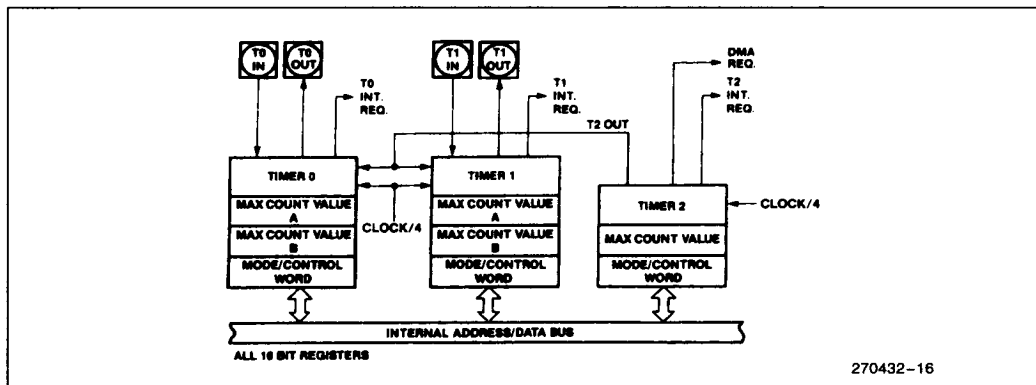 T0
IN
T0
OUT
T0
INT.
REQ.
T1
IN
T1
OUT
T1
INT.
REQ.
T2 OUT
DMA
REQ.
T2
INT.
REQ.
TIMER 0
MAX COUNT VALUE
A
MAX COUNT VALUE
B
MODE/CONTROL
WORD
CLOCK/4
TIMER 1
MAX COUNT VALUE
A
MAX COUNT VALUE
B
MODE/CONTROL
WORD
TIMER 2
MAX COUNT VALUE
MODE/CONTROL
WORD
CLOCK/4
INTERNAL ADDRESS/DATA BUS
ALL 16 BIT REGISTERS
270432-16